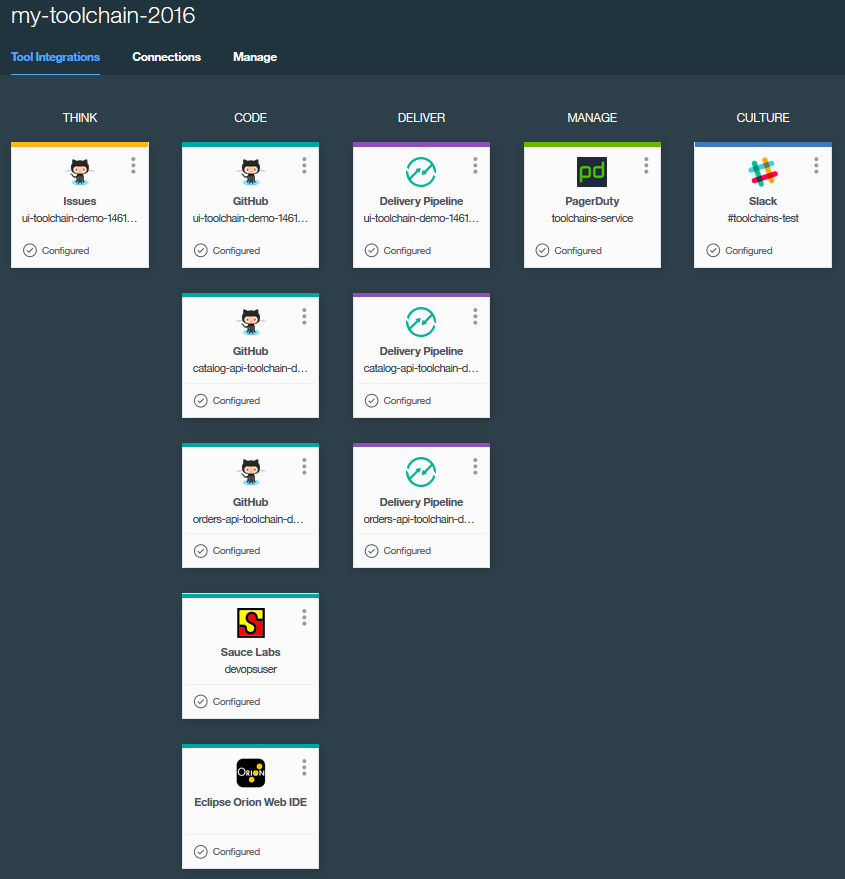 my-toolchain-2016
Tool Integrations Connections Manage
THINK CODE DELIVER MANAGE CULTURE
Issues GitHub Delivery Pipeline PagerDuty Slack
ui-toolchain-demo-1461... ui-toolchain-demo-1461... ui-toolchain-demo-1461... toolchains-service #toolchains-test
Configured Configured Configured Configured Configured
GitHub Delivery Pipeline
catalog-api-toolchain-d... catalog-api-toolchain-d...
Configured Configured
GitHub Delivery Pipeline
orders-api-toolchain-d... orders-api-toolchain-d...
Configured Configured
S
Sauce Labs
devopsuser
Configured
ORION
Eclipse Orion Web IDE
Configured
pd